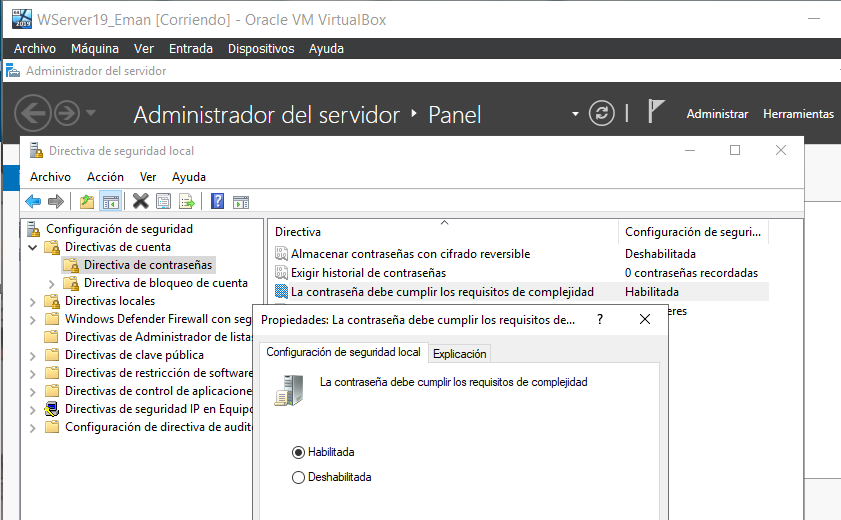 2019
WServer19_Eman [Corriendo] - Oracle VM VirtualBox
Archivo Máquina Ver Entrada Dispositivos Ayuda
Administrador del servidor
Administrador del servidor Panel
Administrar Herramientas
Directiva de seguridad local
Archivo Acción Ver Ayuda
Configuración de seguridad
Directivas de cuenta
Directiva de contraseñas
Directiva de bloqueo de cuenta
Directivas locales
Windows Defender Firewall con seg
Directivas de Administrador de listas
Directivas de clave pública
Directivas de restricción de software
Directivas de control de aplicacione
Directivas de seguridad IP en Equipo
Configuración de directiva de audit
Directiva Configuración de seguri...
Almacenar contraseñas con cifrado reversible Deshabilitada
Exigir historial de contraseñas 0 contraseñas recordadas
La contraseña debe cumplir los requisitos de complejidad Habilitada
eres
Propiedades: La contraseña debe cumplir los requisitos de... ?
Configuración de seguridad local Explicación
La contraseña debe cumplir los requisitos de complejidad
Habilitada
Deshabilitada